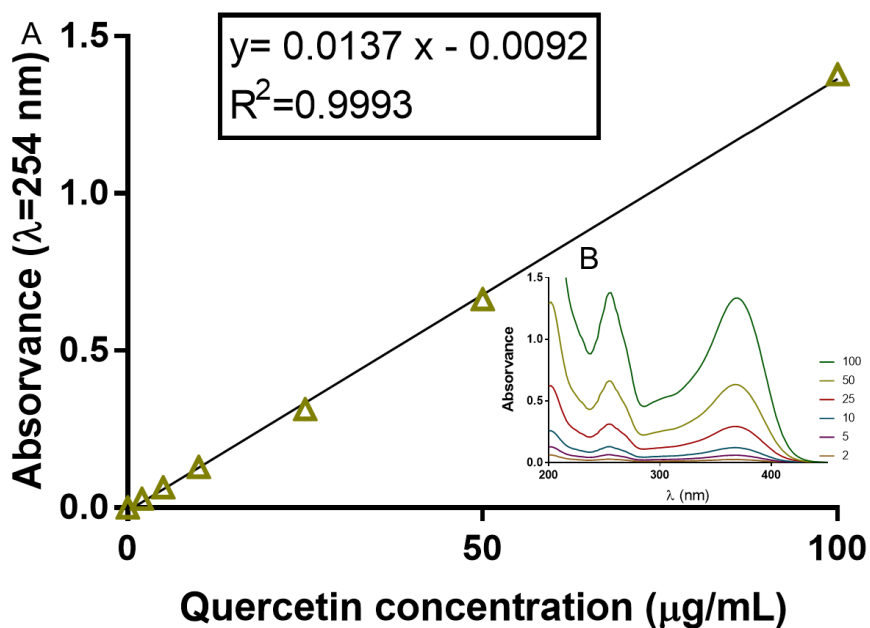 A
y= 0.0137 x - 0.0092
R²=0.9993
Absorvance (λ=254 nm)
1.5
1.0
0.5
0.0
0
50
100
Quercetin concentration (μg/mL)
B
Absorvance
1.5
1.0
0.5
0.0
200
300
400
λ (nm)
100
50
25
10
5
2